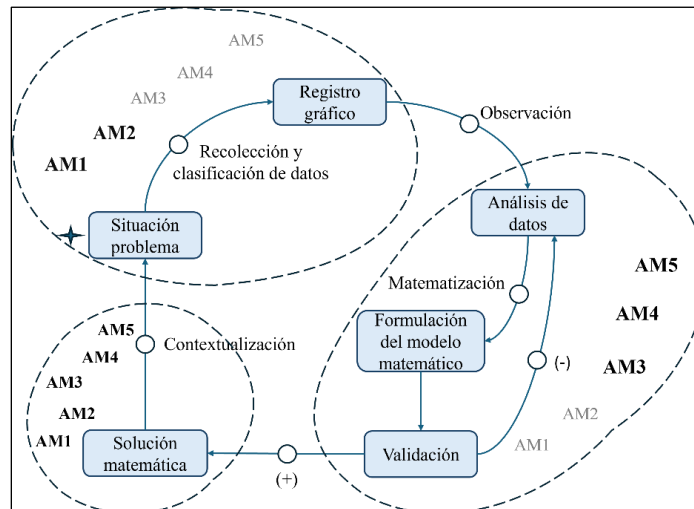 AM5
AM4
AM3
AM2
AM1
Registro
gráfico
Observación
Recolección y
clasificación de datos
Situación
problema
Análisis de
datos
Matematización
AM5
AM4
AM3
AM2
AM1
Formulación
del modelo
matemático
(-)
Validación
(+)
Contextualización
AM5
AM4
AM3
AM2
AM1
Solución
matemática